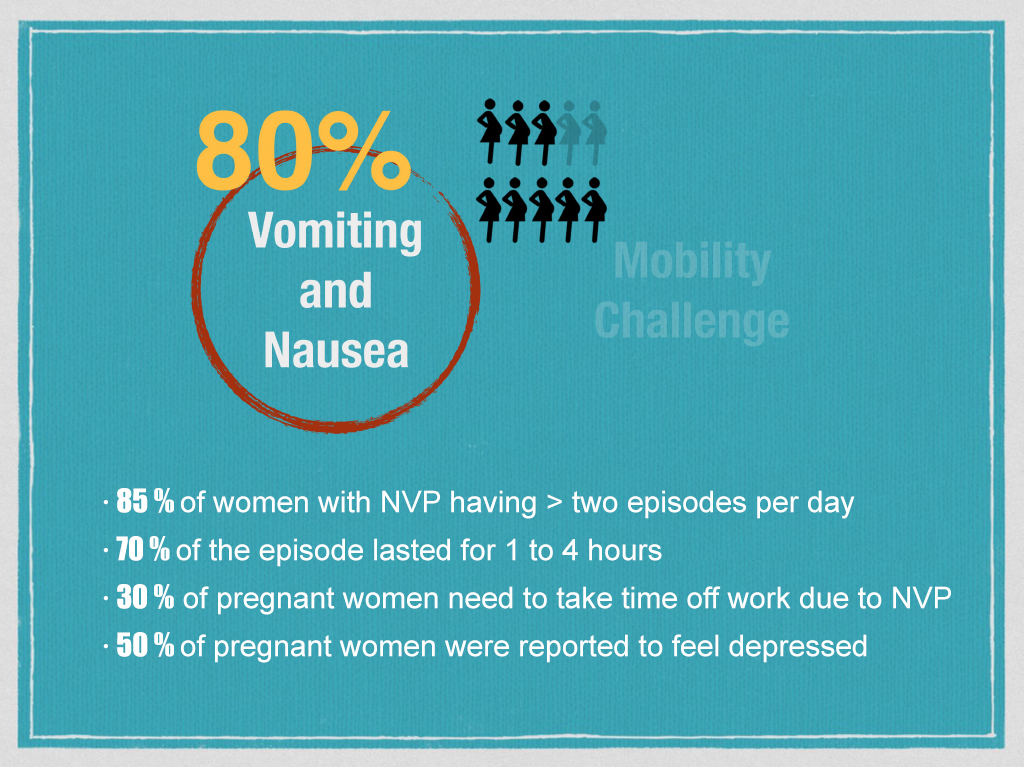 80%
Vomiting
and
Nausea
Mobility
Challenge
· 85 % of women with NVP having > two episodes per day
· 70 % of the episode lasted for 1 to 4 hours
· 30 % of pregnant women need to take time off work due to NVP
· 50 % of pregnant women were reported to feel depressed